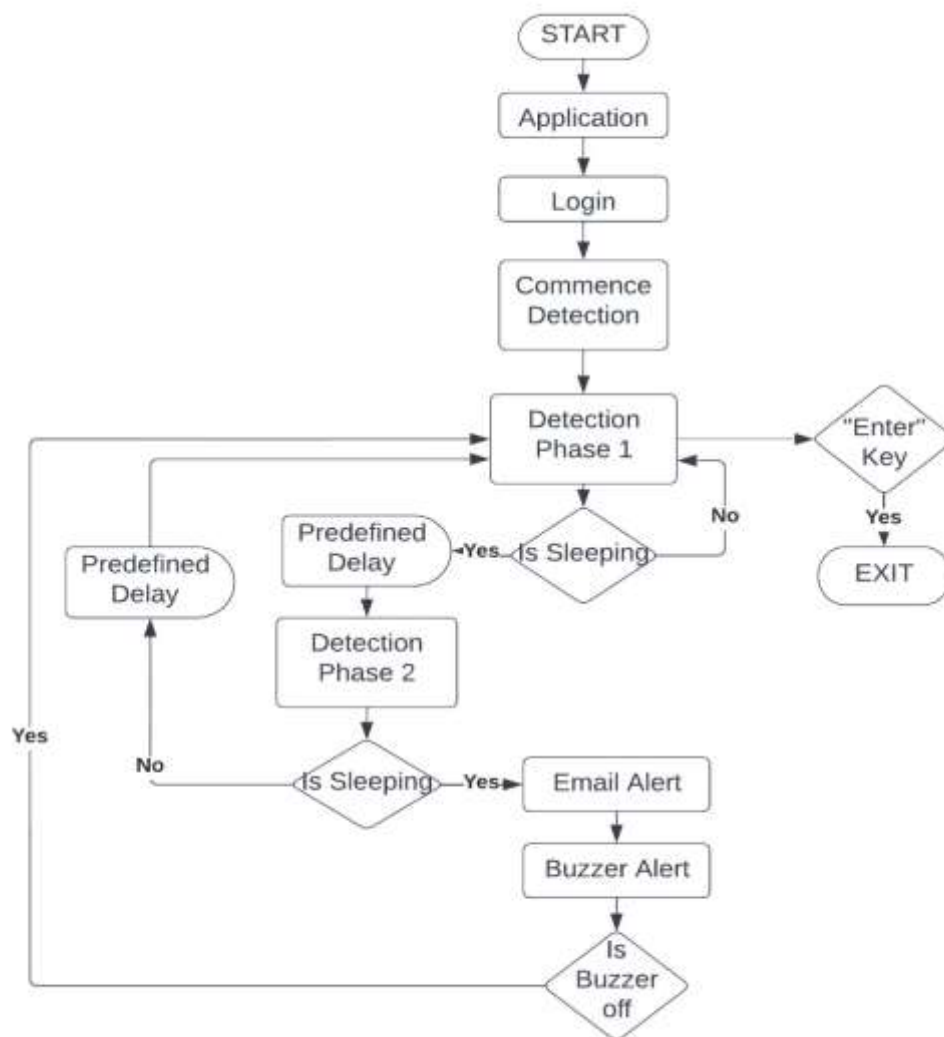 START
Application
Login
Commence
Detection
Detection
Phase 1
"Enter"
Key
No
Yes
Is Sleeping
Yes
Predefined
Delay
Predefined
Delay
EXIT
Detection
Phase 2
Yes
No
Is Sleeping
Yes
Email Alert
Buzzer Alert
Is
Buzzer
off